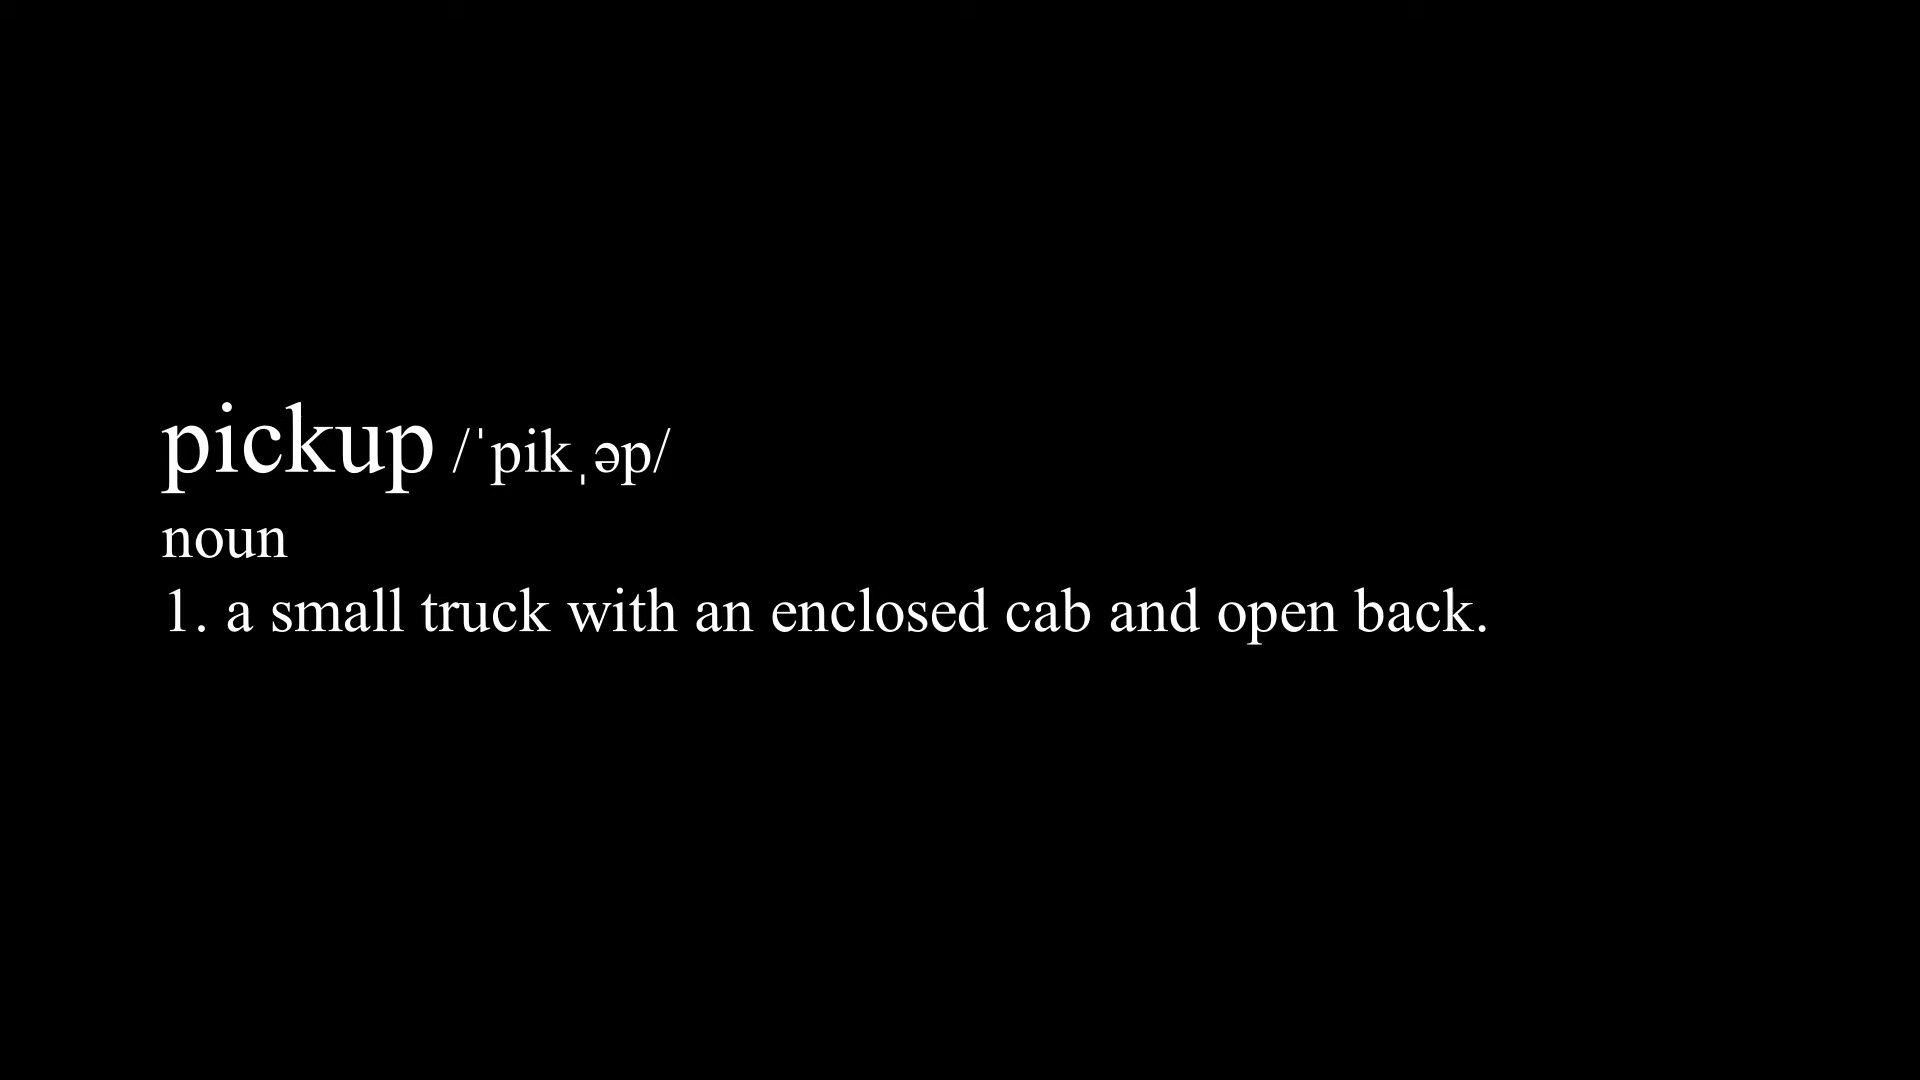 pickup /ˈpikˌəp/
noun
1. a small truck with an enclosed cab and open back.